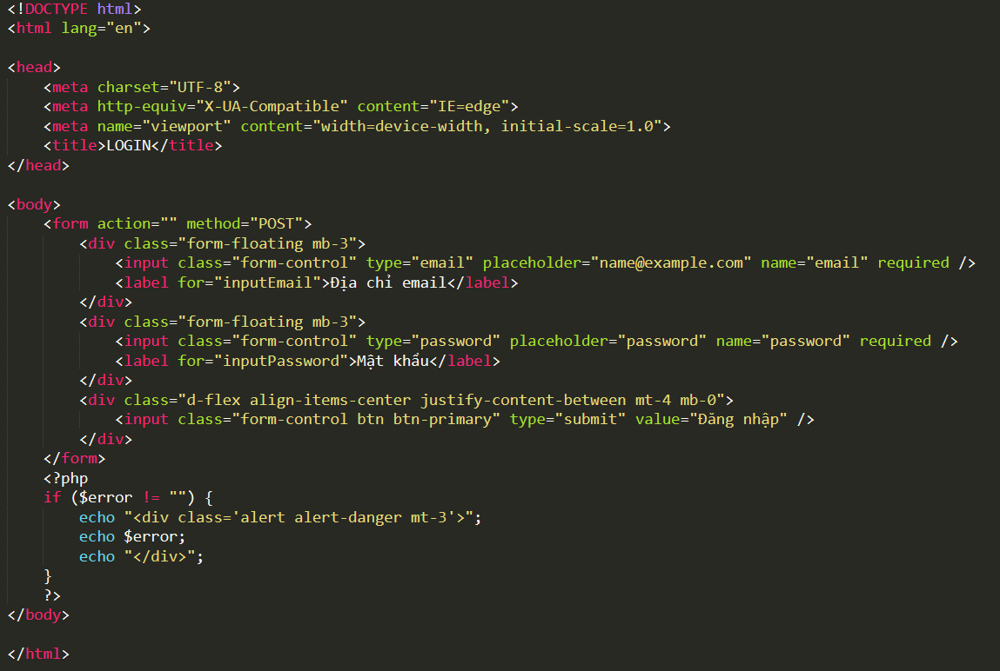 <!DOCTYPE html>
<html lang="en">
<head>
<meta charset="UTF-8">
<meta http-equiv="X-UA-Compatible" content="IE=edge">
<meta name="viewport" content="width=device-width, initial-scale=1.0">
<title>LOGIN</title>
</head>
<body>
<form action="" method="POST">
<div class="form-floating mb-3">
<input class="form-control" type="email" placeholder="name@example.com" name="email" required />
<label for="inputEmail">Địa chỉ email</label>
</div>
<div class="form-floating mb-3">
<input class="form-control" type="password" placeholder="password" name="password" required />
<label for="inputPassword">Mật khẩu</label>
</div>
<div class="d-flex align-items-center justify-content-between mt-4 mb-0">
<input class="form-control btn btn-primary" type="submit" value="Đăng nhập" />
</div>
</form>
<?php
if ($error != "") {
echo "<div class='alert alert-danger mt-3'>";
echo $error;
echo "</div>";
}
?>
</body>
</html>